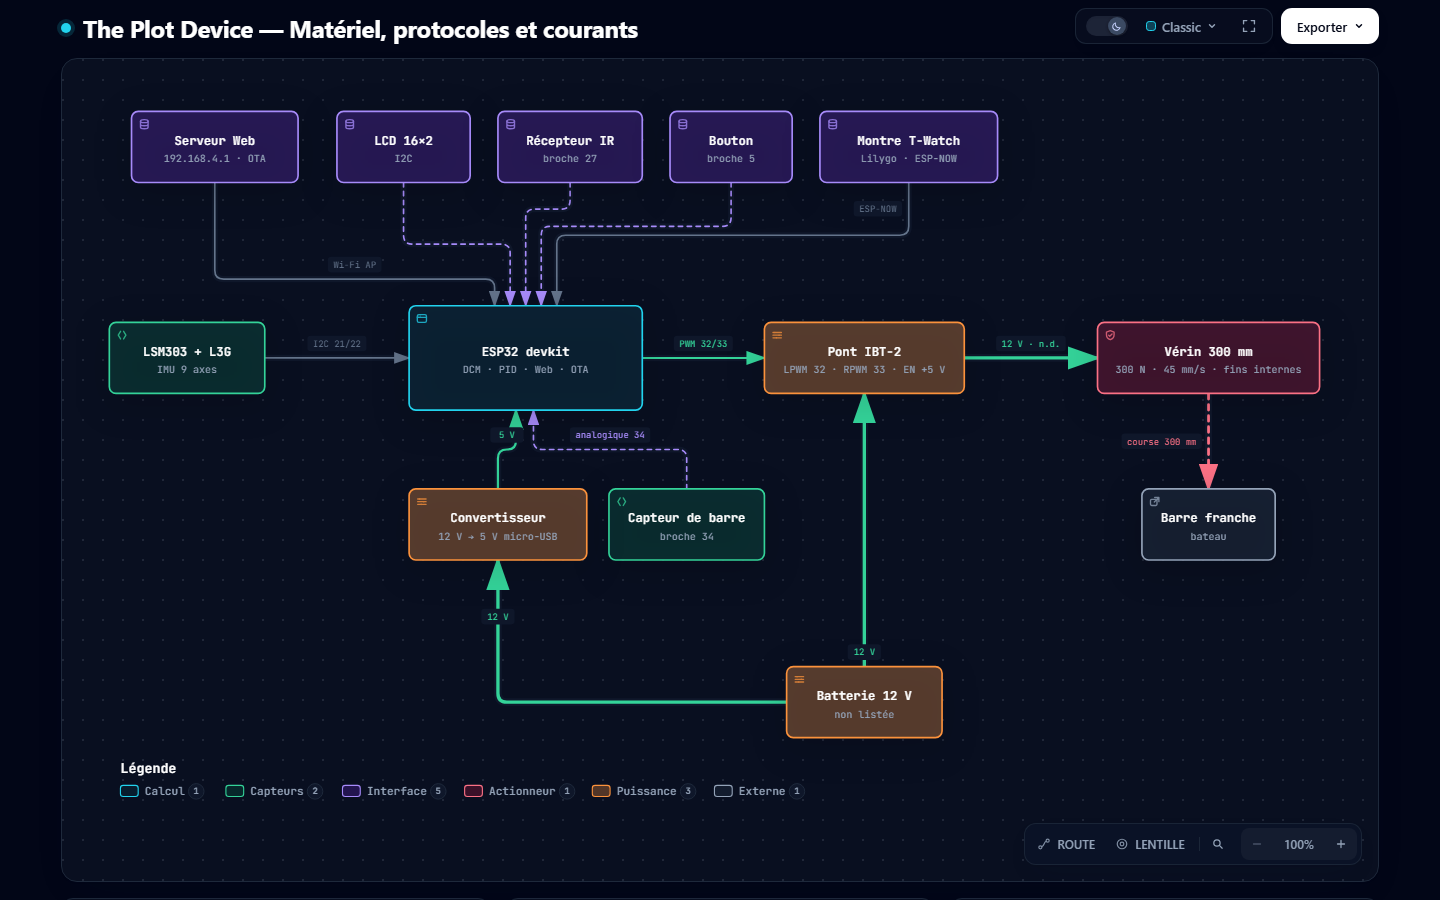 The Plot Device — Matériel, protocoles et courants
Classic
Exporter
Serveur Web
192.168.4.1 · OTA
LCD 16×2
I2C
Récepteur IR
broche 27
Bouton
broche 5
Montre T-Watch
Lilygo · ESP-NOW
ESP-NOW
Wi-Fi AP
LSM303 + L3G
IMU 9 axes
I2C 21/22
ESP32 devkit
DCM · PID · Web · OTA
PWM 32/33
Pont IBT-2
LPWM 32 · RPWM 33 · EN +5 V
12 V · n.d.
Vérin 300 mm
300 N · 45 mm/s · fins internes
5 V
analogique 34
course 300 mm
Convertisseur
12 V → 5 V micro-USB
Capteur de barre
broche 34
Barre franche
bateau
12 V
12 V
Batterie 12 V
non listée
Légende
Calcul 1
Capteurs 2
Interface 5
Actionneur 1
Puissance 3
Externe 1
ROUTE
LENTILLE
− 100% +